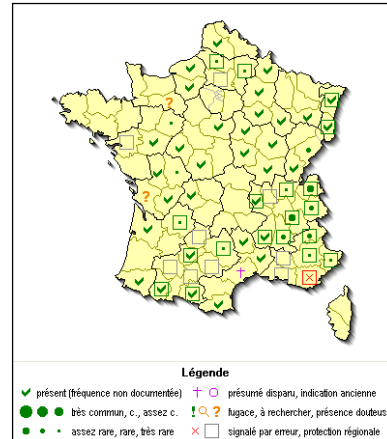 Légende
présent (fréquence non documentée)
présumé disparu, indication ancienne
très commun, c., assez c.
fugace, à rechercher, présence douteus
assez rare, rare, très rare
signalé par erreur, protection régionale